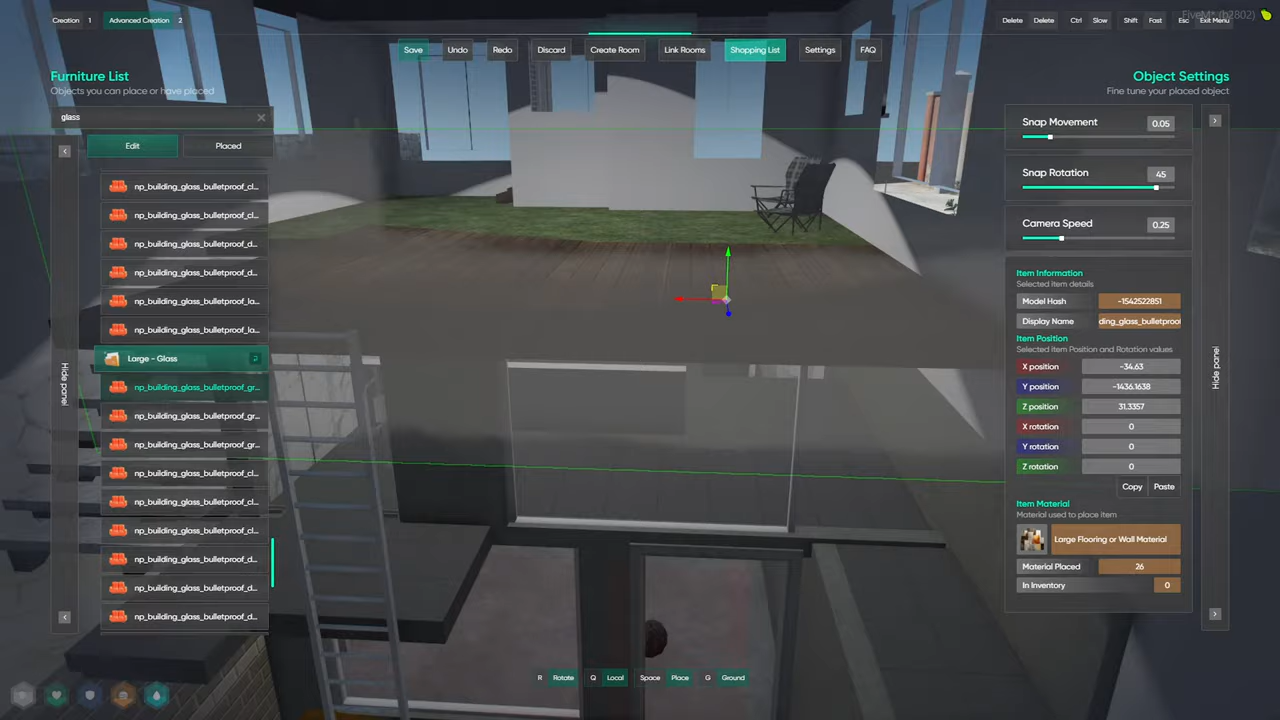 Creation 1 Advanced Creation 2
FiveM* (b2802)
Delete Delete Ctrl Slow Shift Fast Esc Exit Menu
Save Undo Redo Discard Create Room Link Rooms Shopping List Settings FAQ
Furniture List
Objects you can place or have placed
glass
Edit Placed
Hide panel
np_building_glass_bulletproof_cl...
np_building_glass_bulletproof_cl...
np_building_glass_bulletproof_d...
np_building_glass_bulletproof_d...
np_building_glass_bulletproof_la...
np_building_glass_bulletproof_la...
Large - Glass 2
np_building_glass_bulletproof_gr...
np_building_glass_bulletproof_gr...
np_building_glass_bulletproof_gr...
np_building_glass_bulletproof_cl...
np_building_glass_bulletproof_cl...
np_building_glass_bulletproof_cl...
np_building_glass_bulletproof_d...
np_building_glass_bulletproof_d...
np_building_glass_bulletproof_d...
Object Settings
Fine tune your placed object
Snap Movement 0.05
Snap Rotation 45
Camera Speed 0.25
Item Information
Selected item details
Model Hash -1542522851
Display Name ding_glass_bulletproof
Item Position
Selected item Position and Rotation values
X position -34.63
Y position -1436.1638
Z position 31.3357
X rotation 0
Y rotation 0
Z rotation 0
Copy Paste
Item Material
Material used to place item
Large Flooring or Wall Material
Material Placed 26
In Inventory 0
Hide panel
R Rotate Q Local Space Place G Ground